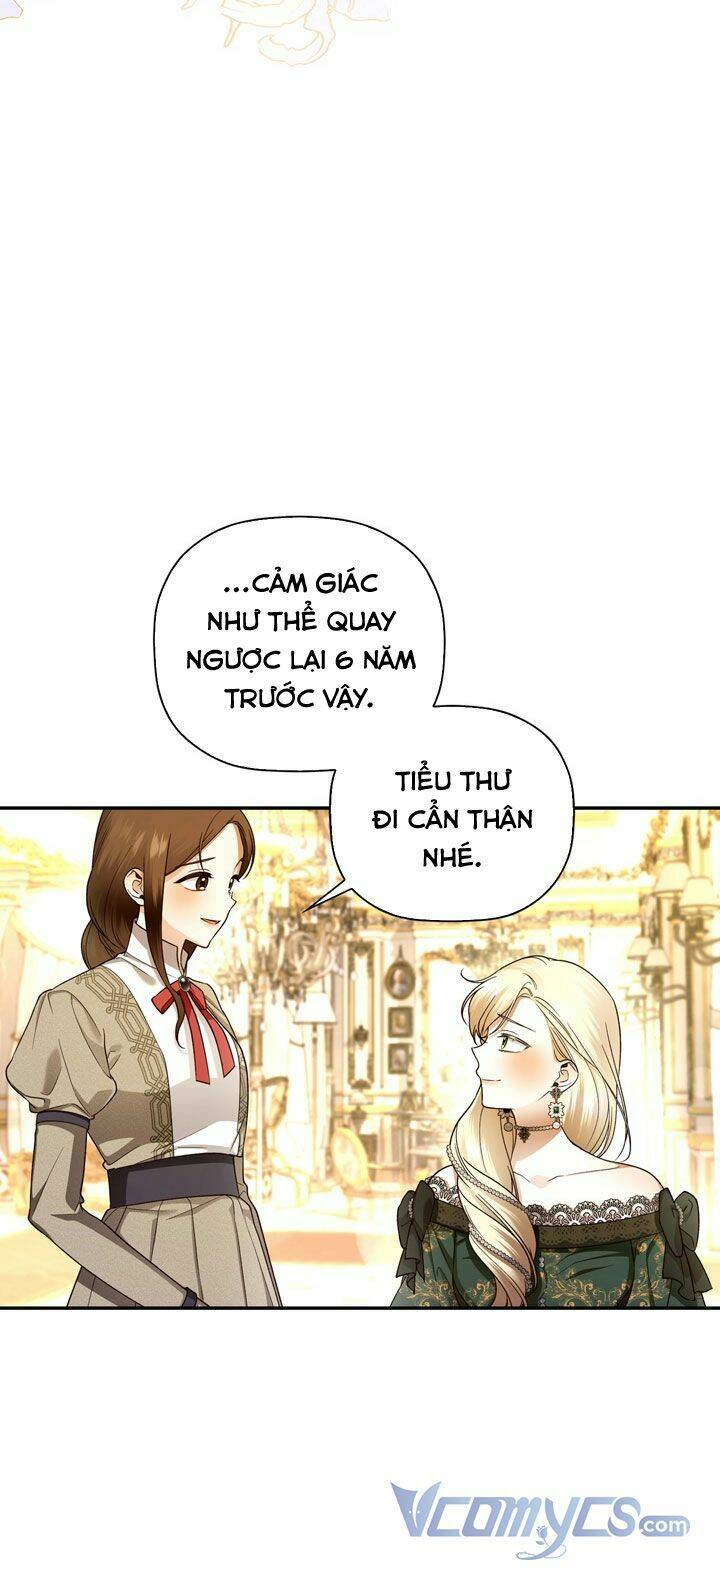 ...CẢM GIÁC
NHƯ THỂ QUAY
NGƯỢC LẠI 6 NĂM
TRƯỚC VẬY.
TIỂU THƯ
ĐI CẨN THẬN
NHÉ.
VCOMYCS.com